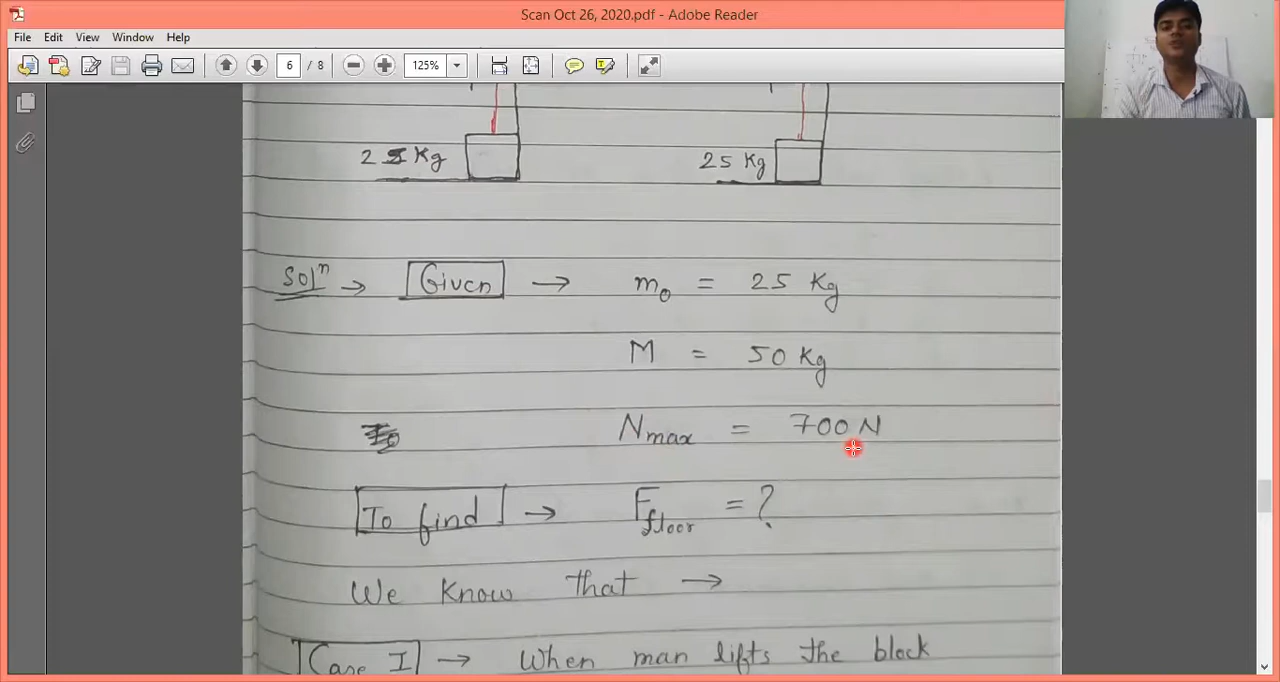 Scan Oct 26, 2020.pdf - Adobe Reader
File Edit View Window Help
6 / 8 125%
25 Kg 25 Kg
Solⁿ → Given → m₀ = 25 Kg
M = 50 Kg
Nmax = 700 N
To find → Ffloor = ?
We know that →
Case I → When man lifts the block